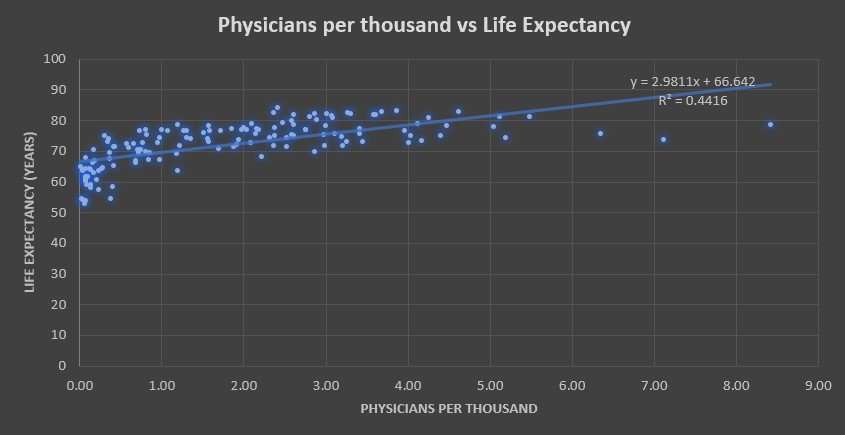 Physicians per thousand vs Life Expectancy
100
90
80
70
60
50
40
30
20
10
0
LIFE EXPECTANCY (YEARS)
y = 2.9811x + 66.642
R² = 0.4416
0.00 1.00 2.00 3.00 4.00 5.00 6.00 7.00 8.00 9.00
PHYSICIANS PER THOUSAND